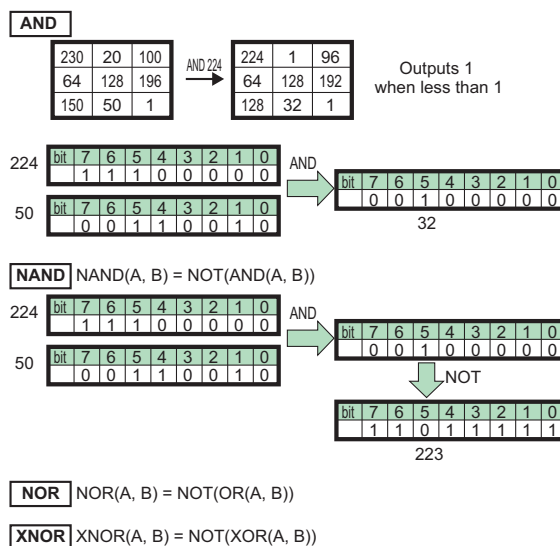 AND
230 20 100 AND 224 224 1 96
64 128 196 64 128 192
150 50 1 128 32 1
Outputs 1
when less than 1
224 bit 7 6 5 4 3 2 1 0
1 1 1 0 0 0 0 0
AND
50 bit 7 6 5 4 3 2 1 0
0 0 1 1 0 0 1 0
bit 7 6 5 4 3 2 1 0
0 0 1 0 0 0 0 0
32
NAND NAND(A, B) = NOT(AND(A, B))
224 bit 7 6 5 4 3 2 1 0
1 1 1 0 0 0 0 0
AND
50 bit 7 6 5 4 3 2 1 0
0 0 1 1 0 0 1 0
bit 7 6 5 4 3 2 1 0
0 0 1 0 0 0 0 0
NOT
bit 7 6 5 4 3 2 1 0
1 1 0 1 1 1 1 1
223
NOR NOR(A, B) = NOT(OR(A, B))
XNOR XNOR(A, B) = NOT(XOR(A, B))